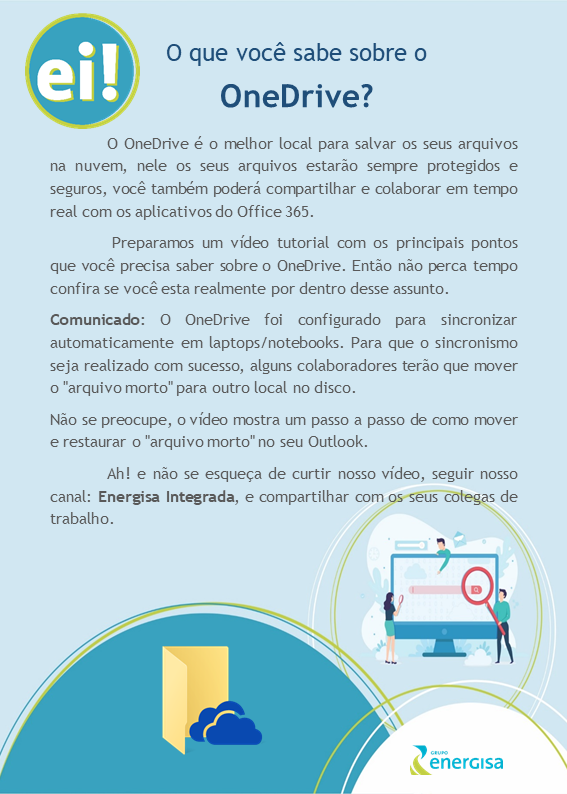 ei!
O que você sabe sobre o
OneDrive?
O OneDrive é o melhor local para salvar os seus arquivos
na nuvem, nele os seus arquivos estarão sempre protegidos e
seguros, você também poderá compartilhar e colaborar em tempo
real com os aplicativos do Office 365.
Preparamos um vídeo tutorial com os principais pontos
que você precisa saber sobre o OneDrive. Então não perca tempo
confira se você esta realmente por dentro desse assunto.
Comunicado: O OneDrive foi configurado para sincronizar
automaticamente em laptops/notebooks. Para que o sincronismo
seja realizado com sucesso, alguns colaboradores terão que mover
o "arquivo morto" para outro local no disco.
Não se preocupe, o vídeo mostra um passo a passo de como mover
e restaurar o "arquivo morto" no seu Outlook.
Ah! e não se esqueça de curtir nosso vídeo, seguir nosso
canal: Energisa Integrada, e compartilhar com os seus colegas de
trabalho.
GRUPO
energisa